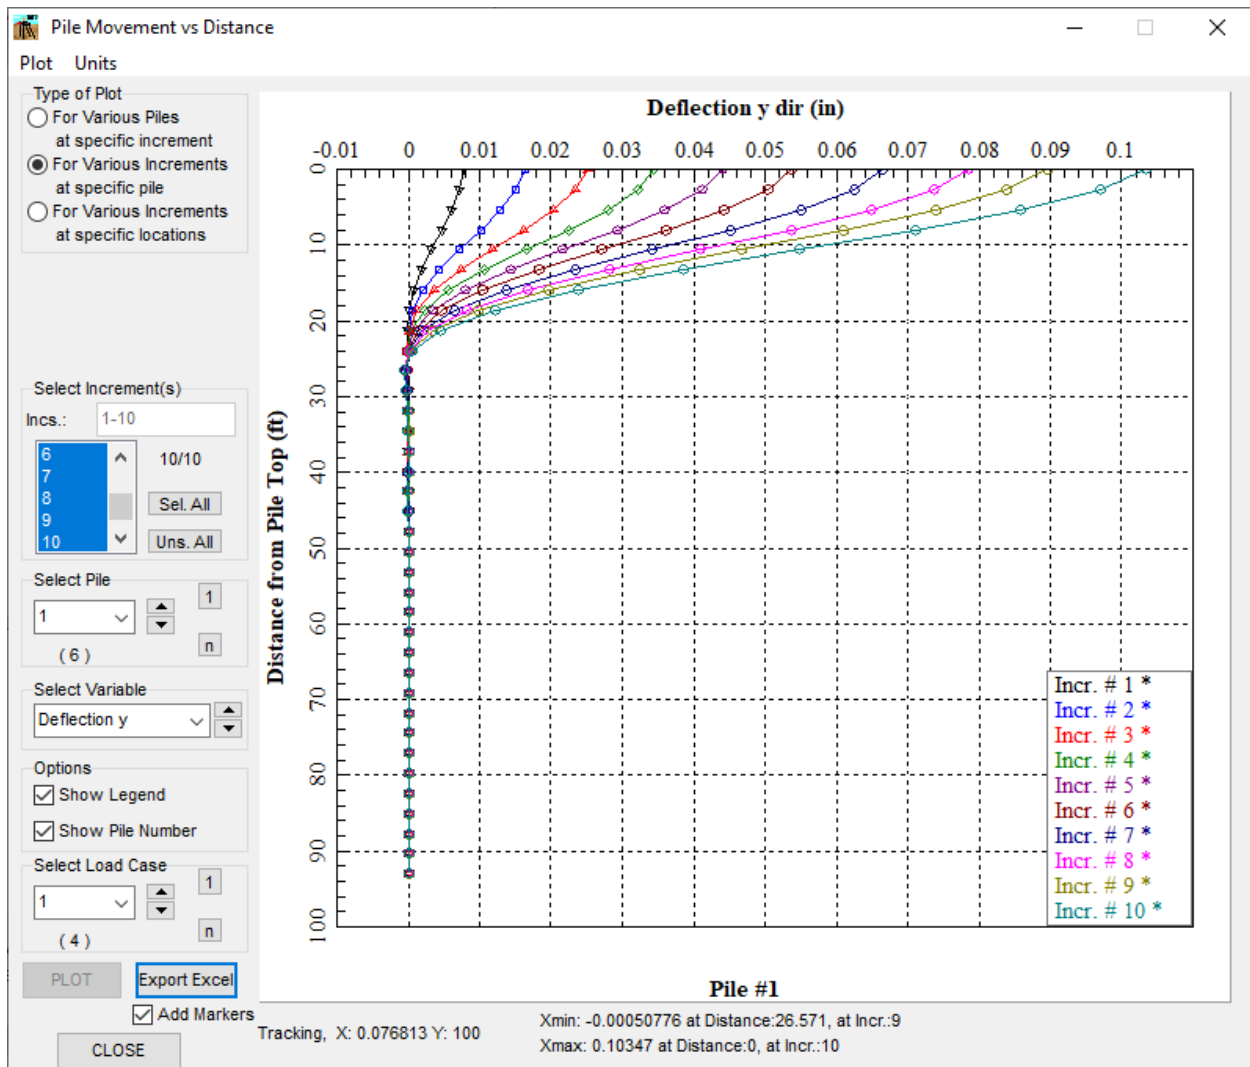 Pile Movement vs Distance
Plot Units
Type of Plot
For Various Piles
at specific increment
For Various Increments
at specific pile
For Various Increments
at specific locations
Select Increment(s)
Incs.: 1-10
6
7
8
9
10
10/10
Sel. All
Uns. All
Select Pile
1
1
n
( 6 )
Select Variable
Deflection y
Options
Show Legend
Show Pile Number
Select Load Case
1
1
n
( 4 )
PLOT Export Excel
Add Markers
CLOSE
Deflection y dir (in)
-0.01 0 0.01 0.02 0.03 0.04 0.05 0.06 0.07 0.08 0.09 0.1
Distance from Pile Top (ft)
0
10
20
30
40
50
60
70
80
90
100
Incr. # 1 *
Incr. # 2 *
Incr. # 3 *
Incr. # 4 *
Incr. # 5 *
Incr. # 6 *
Incr. # 7 *
Incr. # 8 *
Incr. # 9 *
Incr. # 10 *
Pile #1
Tracking, X: 0.076813 Y: 100
Xmin: -0.00050776 at Distance:26.571, at Incr.:9
Xmax: 0.10347 at Distance:0, at Incr.:10